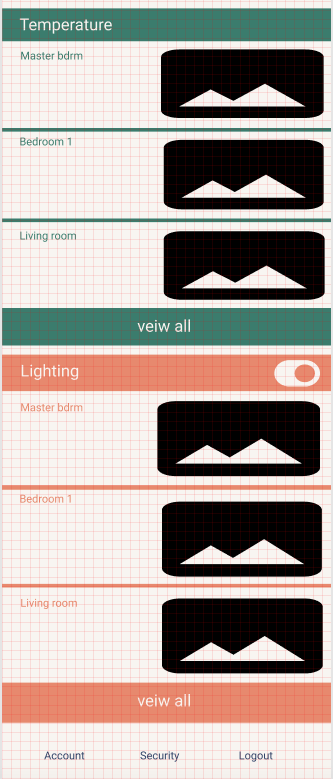 Temperature
Master bdrm
Bedroom 1
Living room
veiw all
Lighting
Master bdrm
Bedroom 1
Living room
veiw all
Account Security Logout